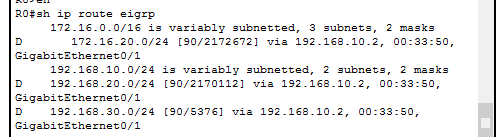 R0#sh ip route eigrp
172.16.0.0/16 is variably subnetted, 3 subnets, 2 masks
D 172.16.20.0/24 [90/2172672] via 192.168.10.2, 00:33:50,
GigabitEthernet0/1
192.168.10.0/24 is variably subnetted, 2 subnets, 2 masks
D 192.168.20.0/24 [90/2170112] via 192.168.10.2, 00:33:50,
GigabitEthernet0/1
D 192.168.30.0/24 [90/5376] via 192.168.10.2, 00:33:50,
GigabitEthernet0/1